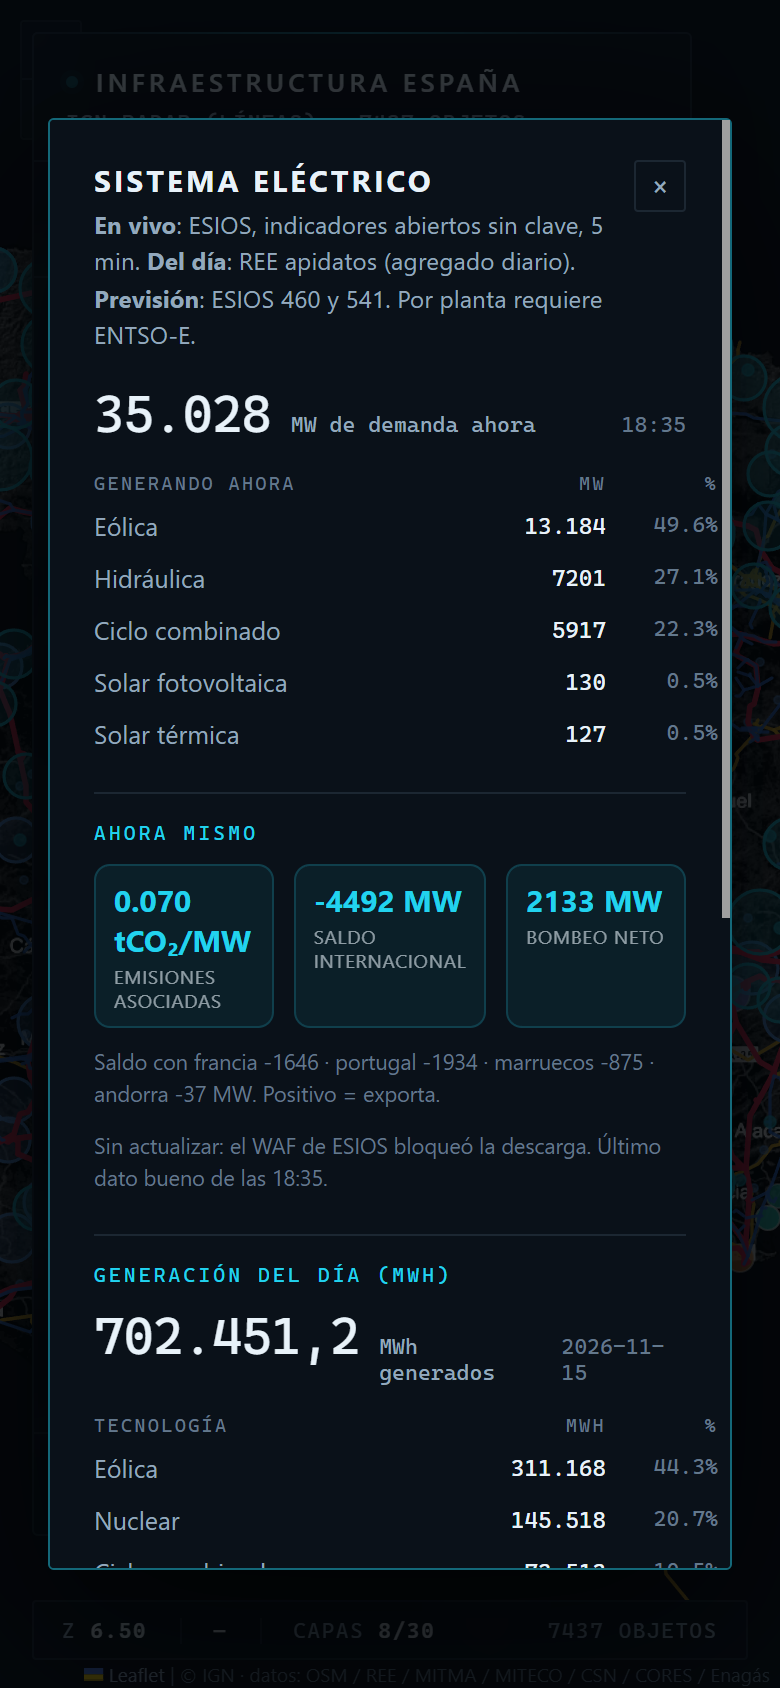 INFRAESTRUCTURA ESPAÑA
SISTEMA ELÉCTRICO
×
En vivo: ESIOS, indicadores abiertos sin clave, 5
min. Del día: REE apidatos (agregado diario).
Previsión: ESIOS 460 y 541. Por planta requiere
ENTSO-E.
35.028 MW de demanda ahora 18:35
GENERANDO AHORA MW %
Eólica 13.184 49.6%
Hidráulica 7201 27.1%
Ciclo combinado 5917 22.3%
Solar fotovoltaica 130 0.5%
Solar térmica 127 0.5%
AHORA MISMO
0.070
tCO₂/MW
EMISIONES
ASOCIADAS
-4492 MW
SALDO
INTERNACIONAL
2133 MW
BOMBEO NETO
Saldo con francia -1646 · portugal -1934 · marruecos -875 ·
andorra -37 MW. Positivo = exporta.
Sin actualizar: el WAF de ESIOS bloqueó la descarga. Último
dato bueno de las 18:35.
GENERACIÓN DEL DÍA (MWH)
702.451,2 MWh
generados
2026-11-
15
TECNOLOGÍA MWH %
Eólica 311.168 44.3%
Nuclear 145.518 20.7%
Z 6.50 — CAPAS 8/30 7437 OBJETOS
Leaflet | © IGN · datos: OSM / REE / MITMA / MITECO / CSN / CORES / Enagás